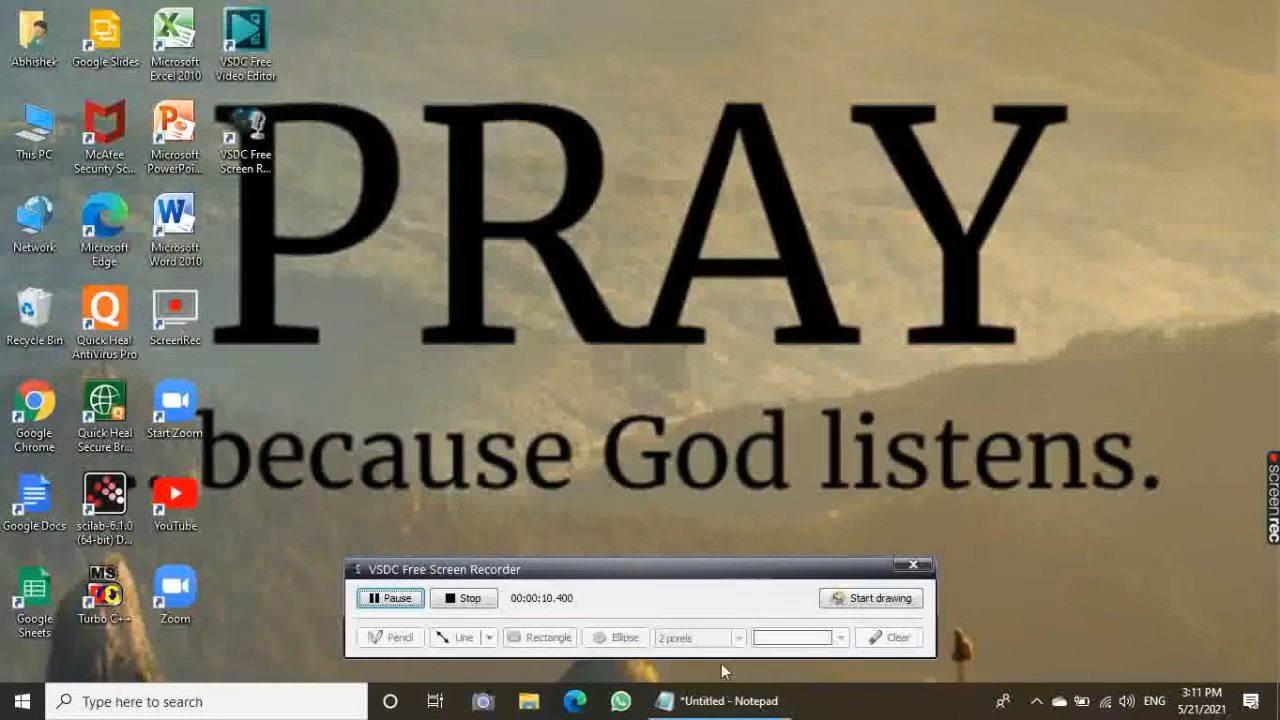 Abhishek
Google Slides
Microsoft
Excel 2010
VSDC Free
Video Editor
This PC
McAfee
Security Sc...
Microsoft
PowerPoi...
VSDC Free
Screen R...
Network
Microsoft
Edge
Microsoft
Word 2010
Recycle Bin
Quick Heal
AntiVirus Pro
ScreenRec
Google
Chrome
Quick Heal
Secure Br...
Start Zoom
Google Docs
scilab-6.1.0
(64-bit) D...
YouTube
Google
Sheets
MS
Turbo C++
Zoom
PRAY
...because God listens.
screenrec
VSDC Free Screen Recorder
Pause
Stop
00:00:10.400
Start drawing
Pencil
Line
Rectangle
Ellipse
2 pixels
Clear
Type here to search
*Untitled - Notepad
ENG
3:11 PM
5/21/2021